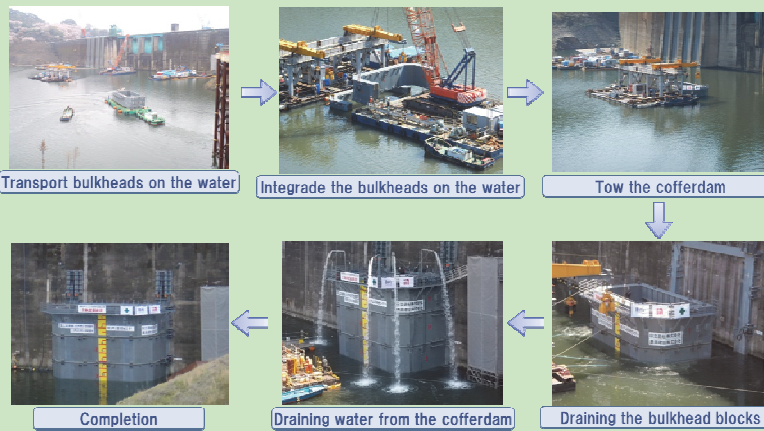 Transport bulkheads on the water
Integrade the bulkheads on the water
Tow the cofferdam
Completion
Draining water from the cofferdam
Draining the bulkhead blocks